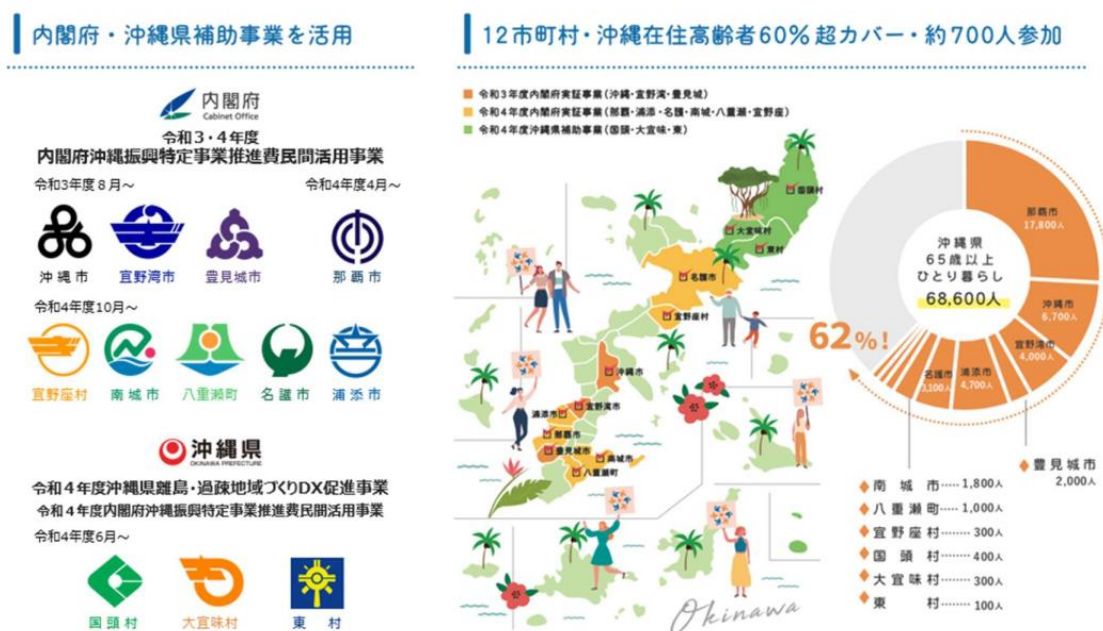 内閣府・沖縄県補助事業を活用
内閣府
Cabinet Office
令和3・4年度
内閣府沖縄振興特定事業推進費民間活用事業
令和3年度8月～
令和4年度4月～
沖縄市
宜野湾市
豊見城市
那覇市
令和4年度10月～
宜野座村
南城市
八重瀬町
名護市
浦添市
沖縄県
OKINAWA PREFECTURE
令和4年度沖縄県離島・過疎地域づくりDX促進事業
令和4年度内閣府沖縄振興特定事業推進費民間活用事業
令和4年度6月～
国頭村
大宜味村
東村
12市町村・沖縄在住高齢者60%超カバー・約700人参加
令和3年度内閣府実証事業(沖縄・宜野湾・豊見城)
令和4年度内閣府実証事業(那覇・浦添・名護・南城・八重瀬・宜野座)
令和4年度沖縄県補助事業(国頭・大宜味・東)
国頭村
大宜味村
東村
名護市
宜野座村
沖縄市
浦添市
宜野湾市
那覇市
豊見城市
南城市
八重瀬町
Okinawa
沖縄県
65歳以上
ひとり暮らし
68,600人
62%!
那覇市
17,800人
沖縄市
6,700人
宜野湾市
4,000人
浦添市
4,700人
名護市
3,100人
豊見城市
2,000人
南城市……1,800人
八重瀬町……1,000人
宜野座村……300人
国頭村……400人
大宜味村……300人
東村……100人